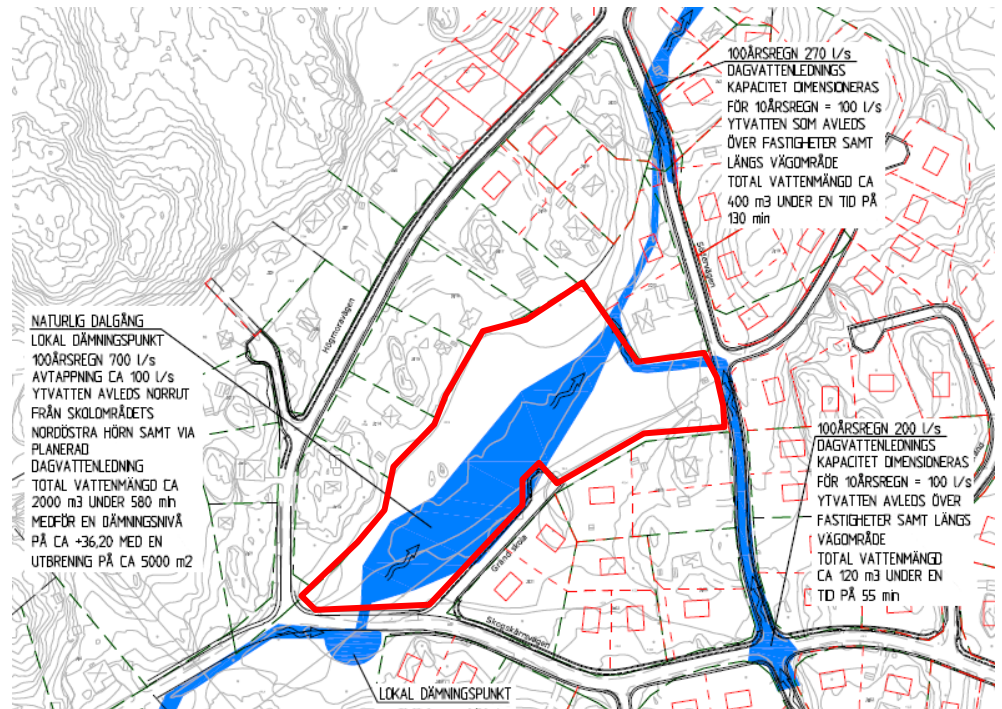 100ÅRSREGN 270 l/s
DAGVATTENLEDNINGS
KAPACITET DIMENSIONERAS
FÖR 10ÅRSREGN = 100 l/s
YTVATTEN SOM AVLEDS
ÖVER FASTIGHETER SAMT
LÄNGS VÄGOMRÅDE
TOTAL VATTENMÄNGD CA
400 m3 UNDER EN TID PÅ
130 min
Högmoravägen
NATURLIG DALGÅNG
LOKAL DÄMNINGSPUNKT
100ÅRSREGN 700 l/s
AVTAPPNING CA 100 l/s
YTVATTEN AVLEDS NORRUT
FRÅN SKOLOMRÅDETS
NORDÖSTRA HÖRN SAMT VIA
PLANERAD
DAGVATTENLEDNING
TOTAL VATTENMÄNGD CA
2000 m3 UNDER 580 min
MEDFÖR EN DÄMNINGSNIVÅ
PÅ CA +36,20 MED EN
UTBRENING PÅ CA 5000 m2
100ÅRSREGN 200 l/s
DAGVATTENLEDNINGS
KAPACITET DIMENSIONERAS
FÖR 10ÅRSREGN = 100 l/s
YTVATTEN AVLEDS ÖVER
FASTIGHETER SAMT LÄNGS
VÄGOMRÅDE
TOTAL VATTENMÄNGD
CA 120 m3 UNDER EN
TID PÅ 55 min
skola
Skogskärrsvägen
LOKAL DÄMNINGSPUNKT